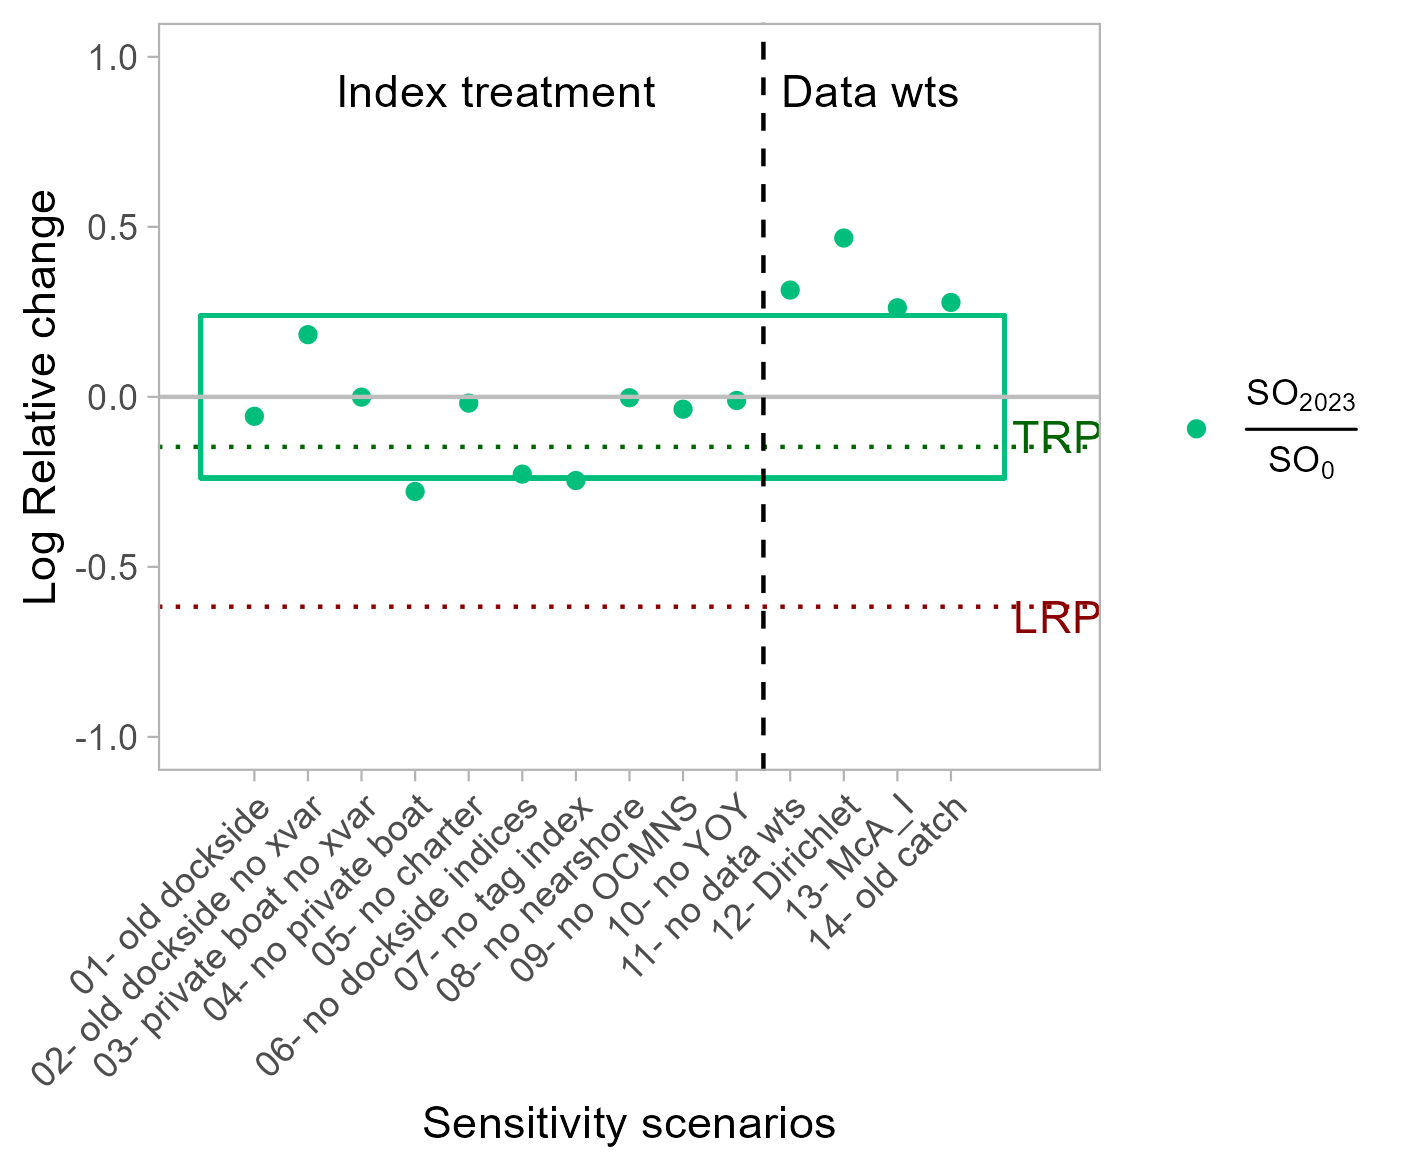 Index treatment
Data wts
1.0
0.5
0.0
-0.5
-1.0
Log Relative change
TRP
LRP
SO2023
SO0
01- old dockside
02- old dockside no xvar
03- private boat no xvar
04- no private boat
05- no charter
06- no dockside indices
07- no tag index
08- no nearshore
09- no OCMNS
10- no YOY
11- no data wts
12- Dirichlet
13- McA_I
14- old catch
Sensitivity scenarios